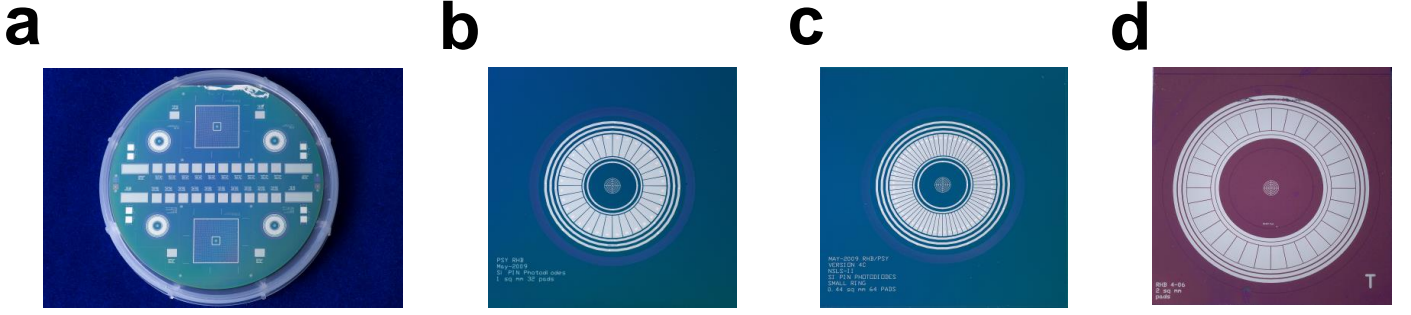 a
b
c
d
PSY RHB
May-2009
Si PIN Photodiodes
1 sq mm 32 pads
MAY-2009 RHB/PSY
VERSION 4C
NSLS-II
SI PIN PHOTODIODES
SMALL RING
0.44 sq mm 64 PADS
RHB 4-06
2 sq mm
pads
T